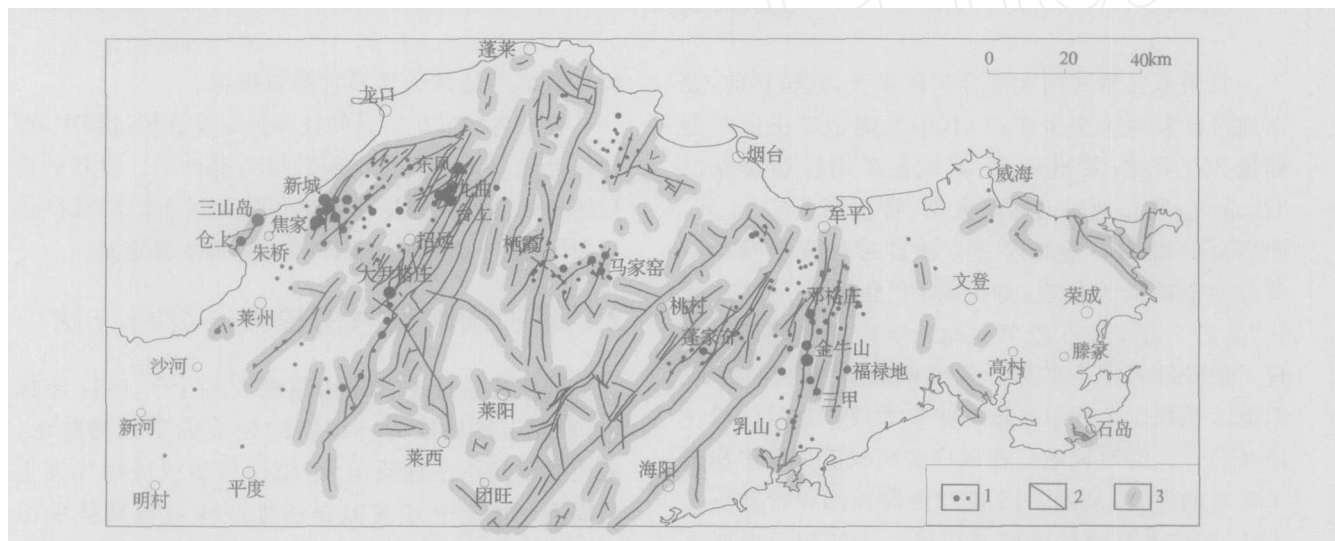 蓬莱
0 20 40km
龙口
烟台
东风
威海
新城
九曲
三山岛
台上
焦家
牟平
仓上
招远
栖霞
朱桥
马家窑
大尹格庄
文登
邓格庄
荣成
莱州
桃村
蓬家夼
金牛山
沙河
滕家
高村
福禄地
三甲
莱阳
新河
乳山
石岛
莱西
海阳
平度
团旺
明村
1
2
3